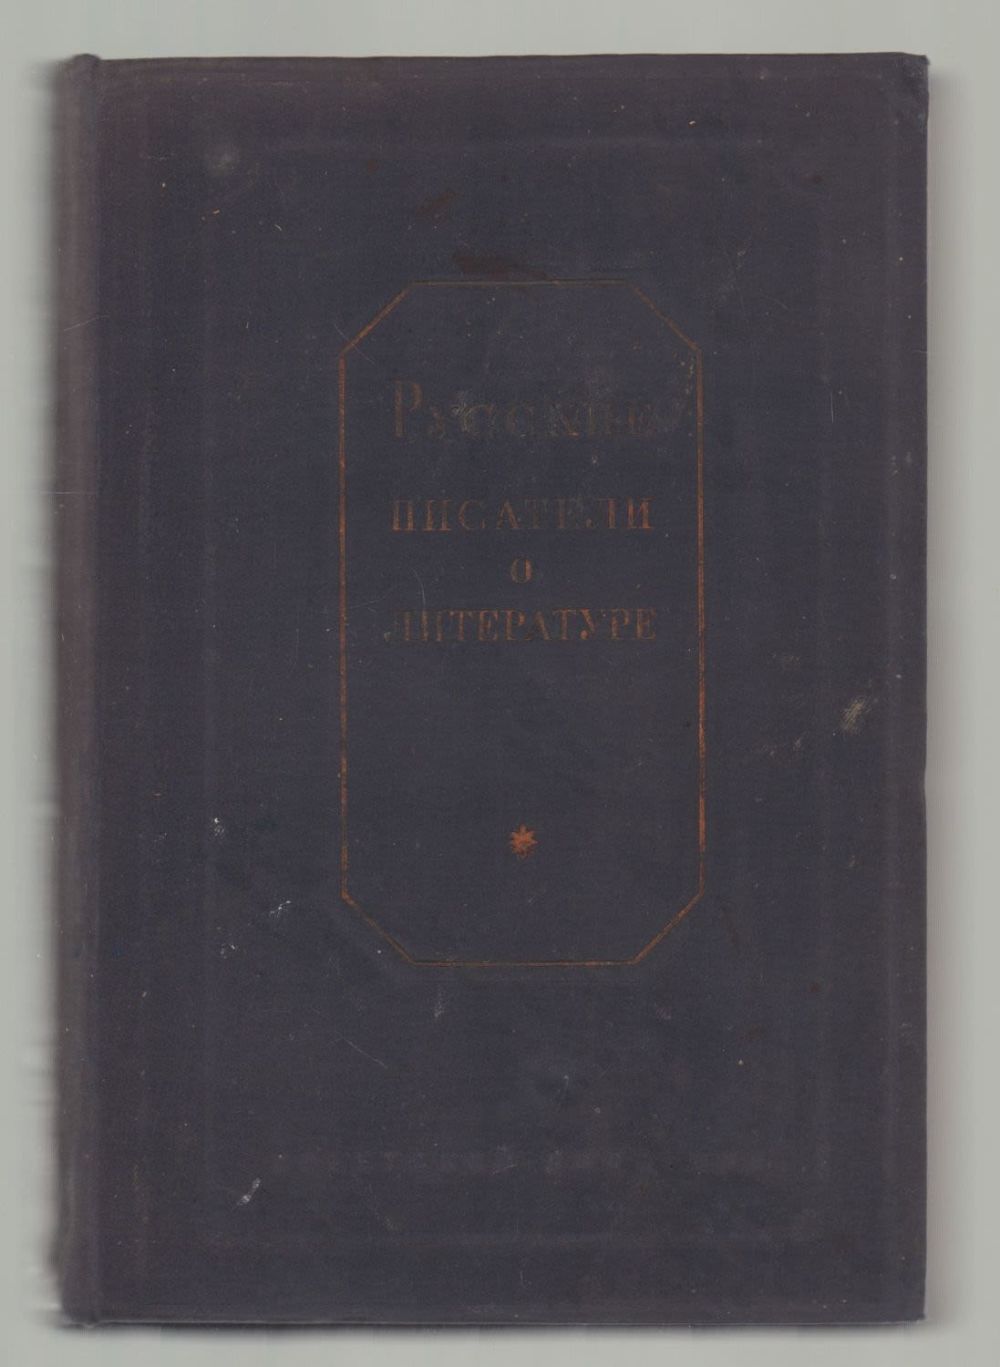 Русские
писатели
о
литературе